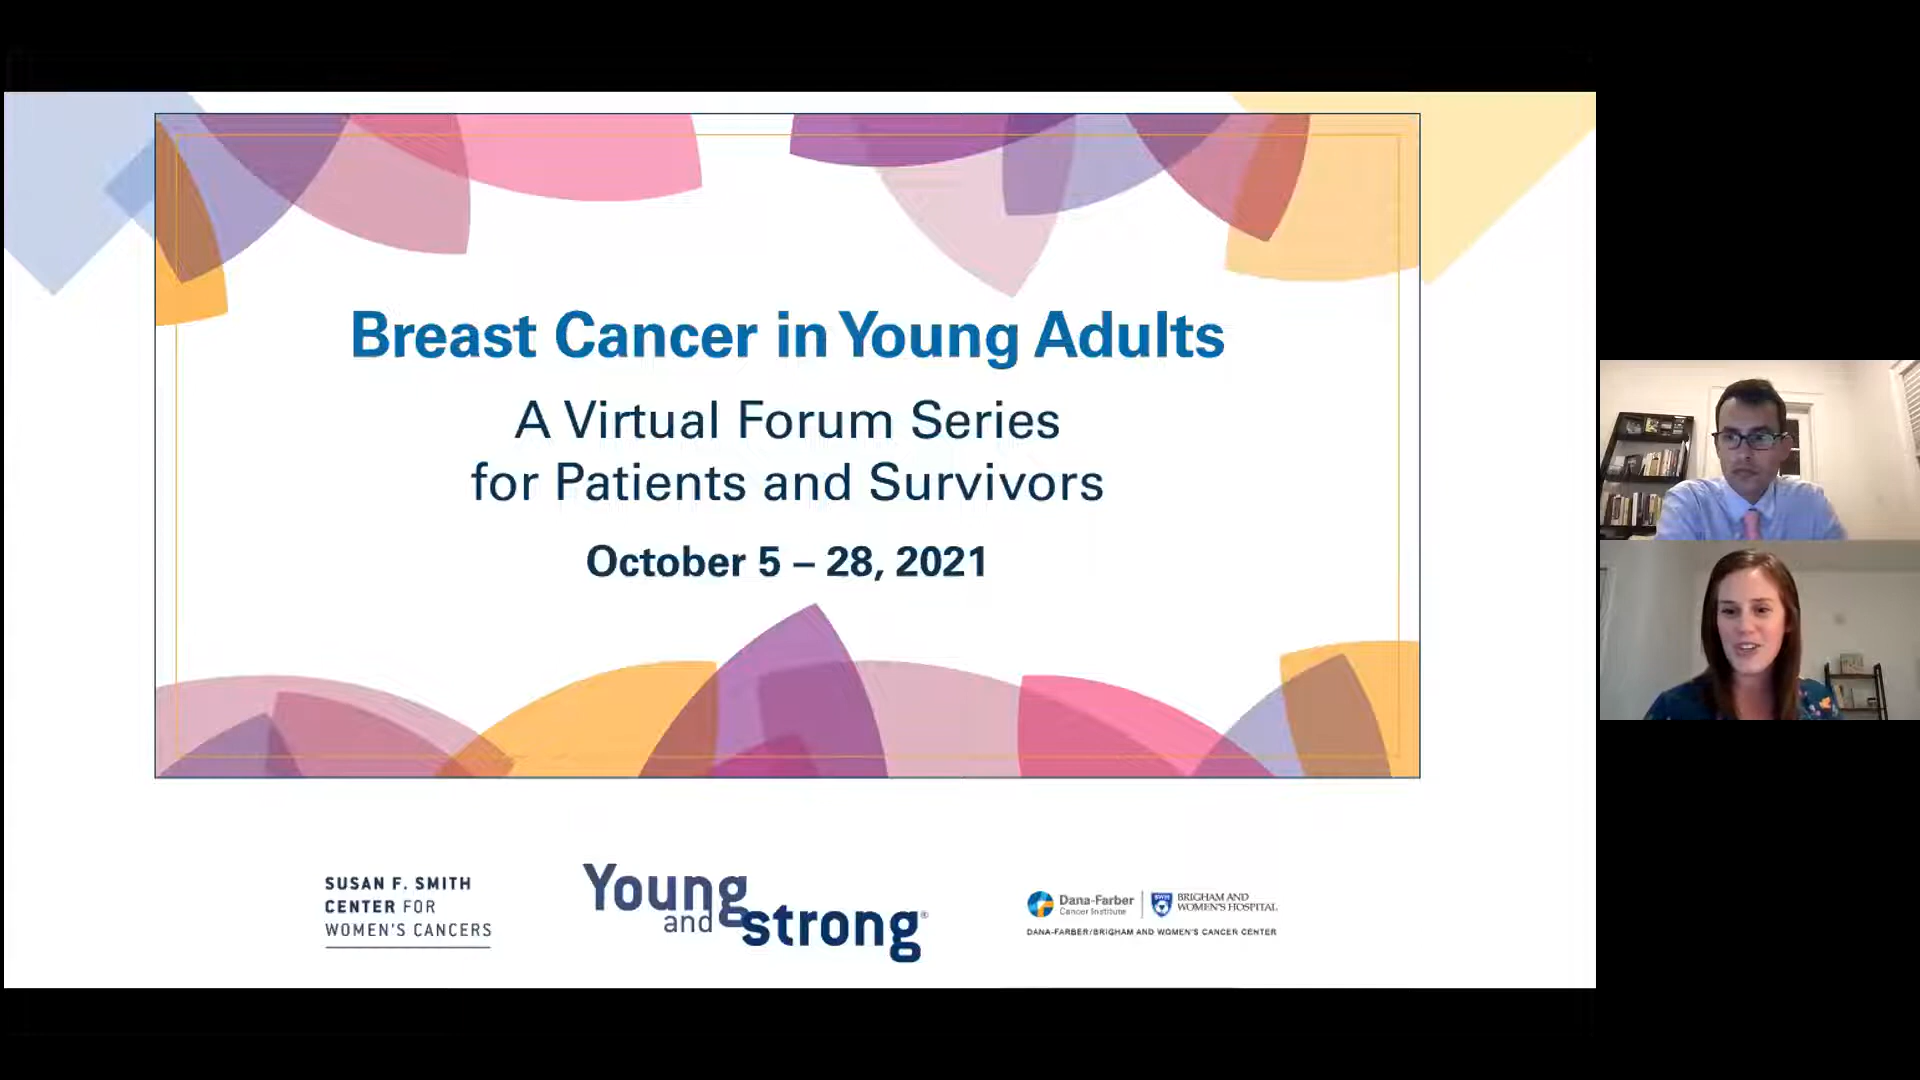 Breast Cancer in Young Adults
A Virtual Forum Series
for Patients and Survivors
October 5 – 28, 2021
SUSAN F. SMITH
CENTER FOR
WOMEN'S CANCERS
Young
and
strong®
Dana-Farber
Cancer Institute
BWH
BRIGHAM AND
WOMEN'S HOSPITAL
DANA-FARBER/BRIGHAM AND WOMEN'S CANCER CENTER